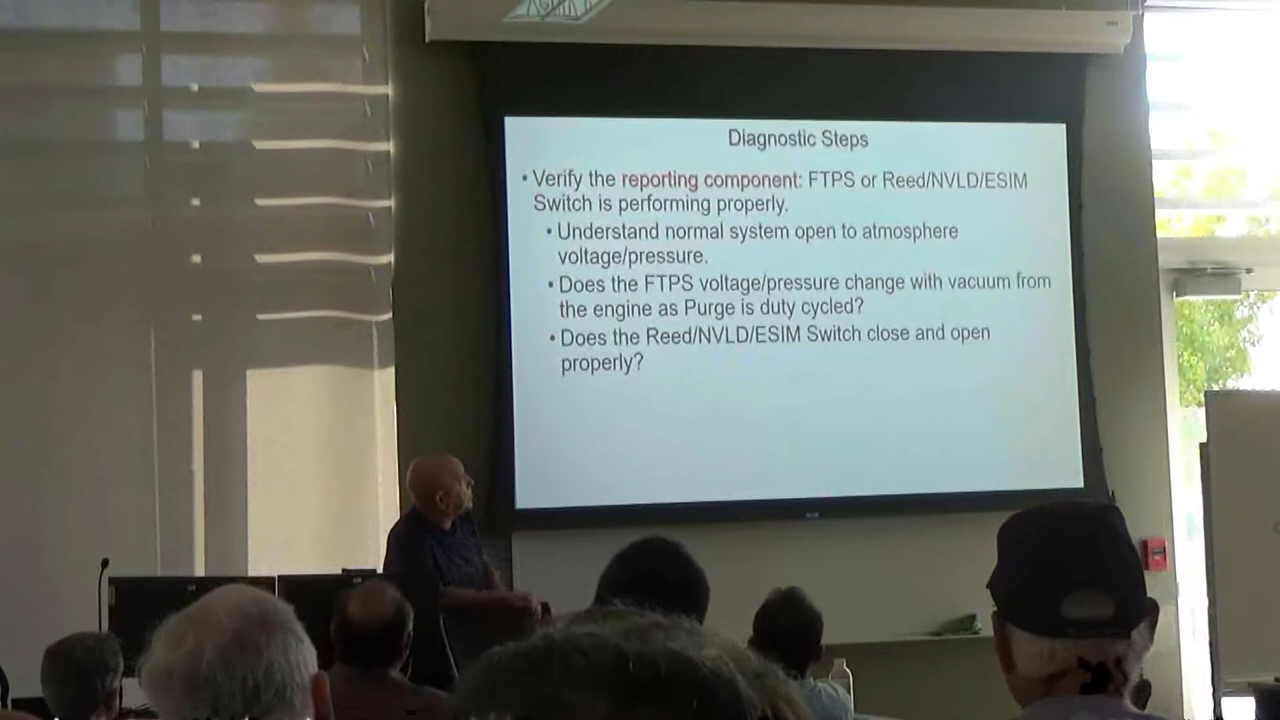 Diagnostic Steps
• Verify the reporting component: FTPS or Reed/NVLD/ESIM
Switch is performing properly.
• Understand normal system open to atmosphere
voltage/pressure.
• Does the FTPS voltage/pressure change with vacuum from
the engine as Purge is duty cycled?
• Does the Reed/NVLD/ESIM Switch close and open
properly?